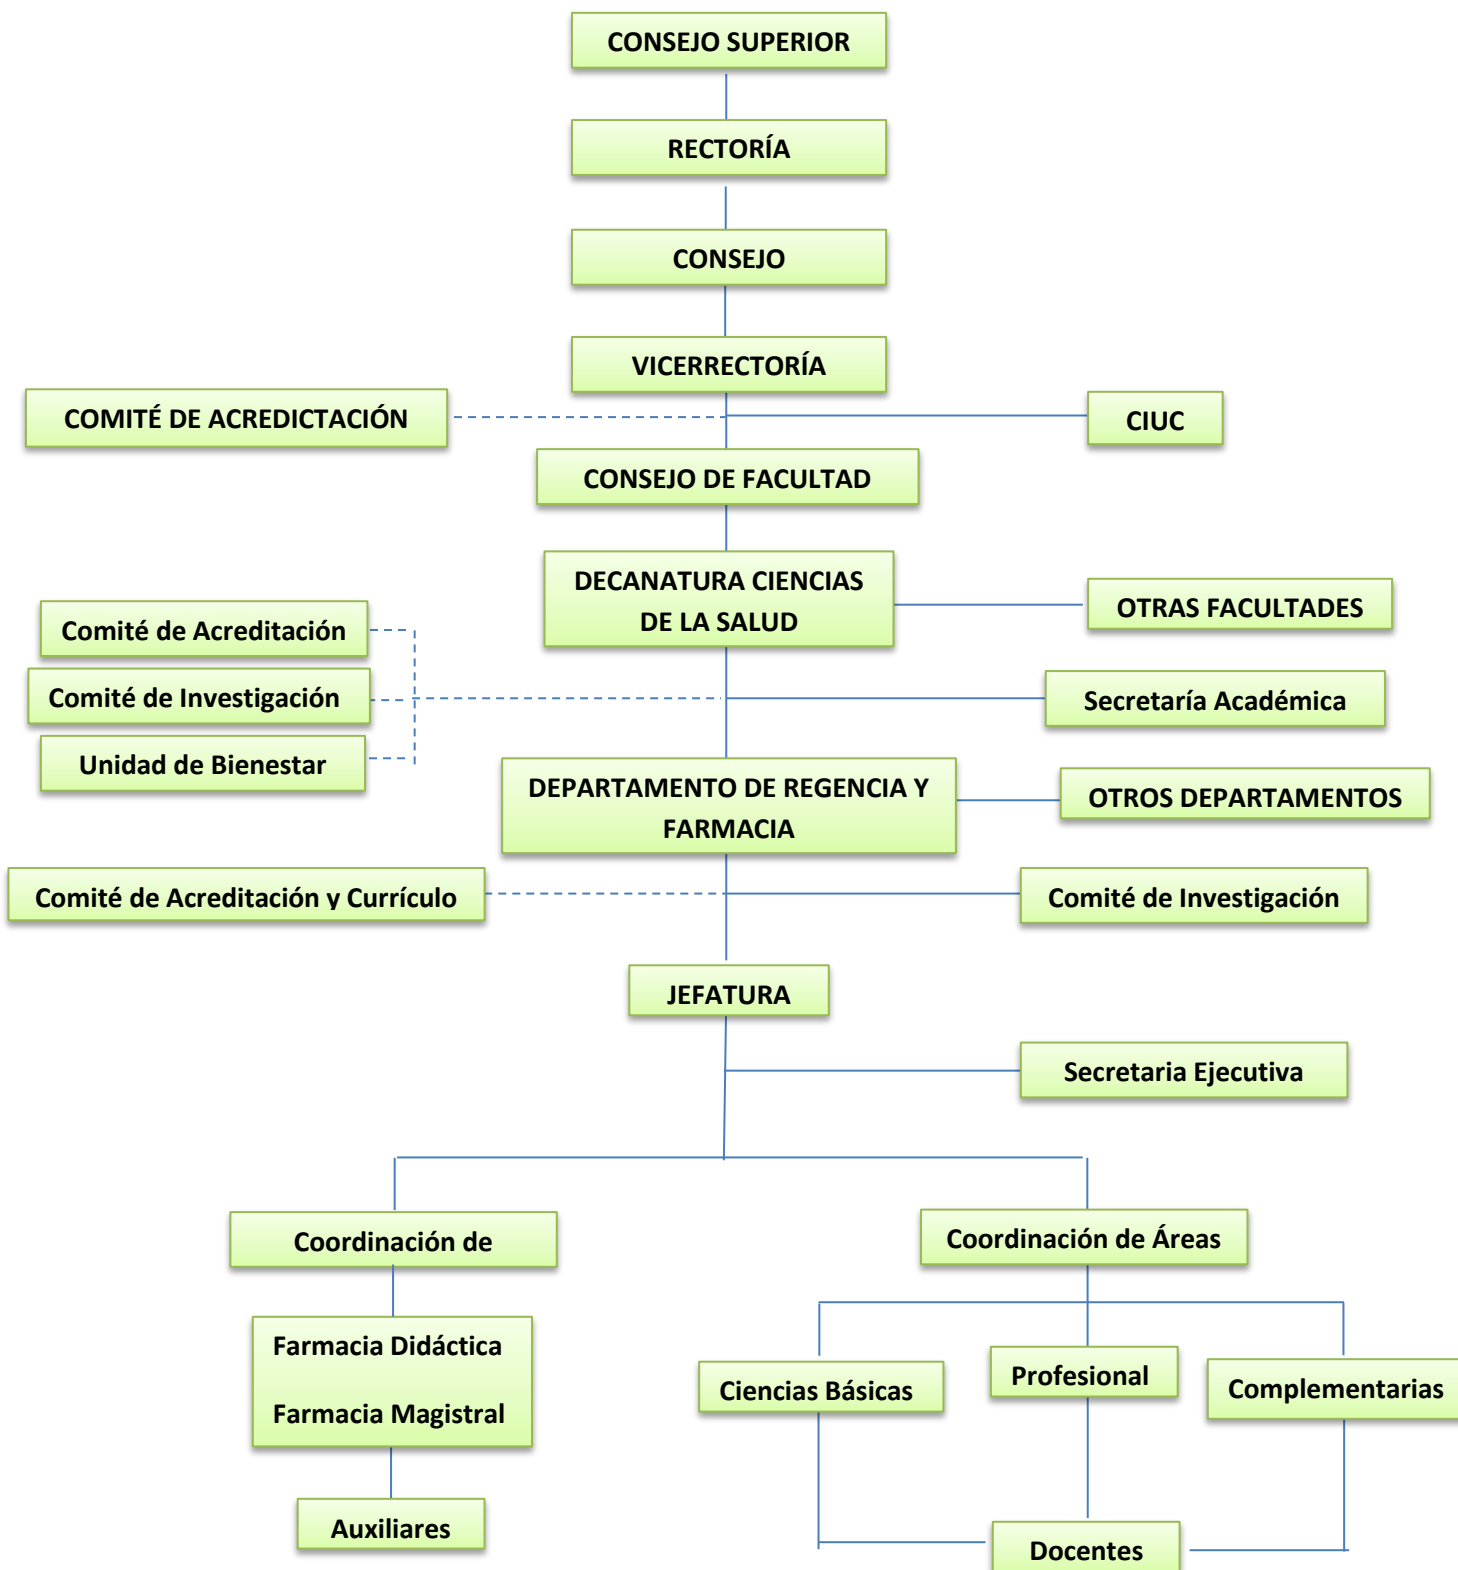 CONSEJO SUPERIOR
RECTORÍA
CONSEJO
VICERRECTORÍA
COMITÉ DE ACREDICTACIÓN
CIUC
CONSEJO DE FACULTAD
DECANATURA CIENCIAS
DE LA SALUD
OTRAS FACULTADES
Comité de Acreditación
Comité de Investigación
Unidad de Bienestar
Secretaría Académica
DEPARTAMENTO DE REGENCIA Y
FARMACIA
OTROS DEPARTAMENTOS
Comité de Acreditación y Currículo
Comité de Investigación
JEFATURA
Secretaria Ejecutiva
Coordinación de
Farmacia Didáctica
Farmacia Magistral
Auxiliares
Coordinación de Áreas
Ciencias Básicas
Profesional
Complementarias
Docentes